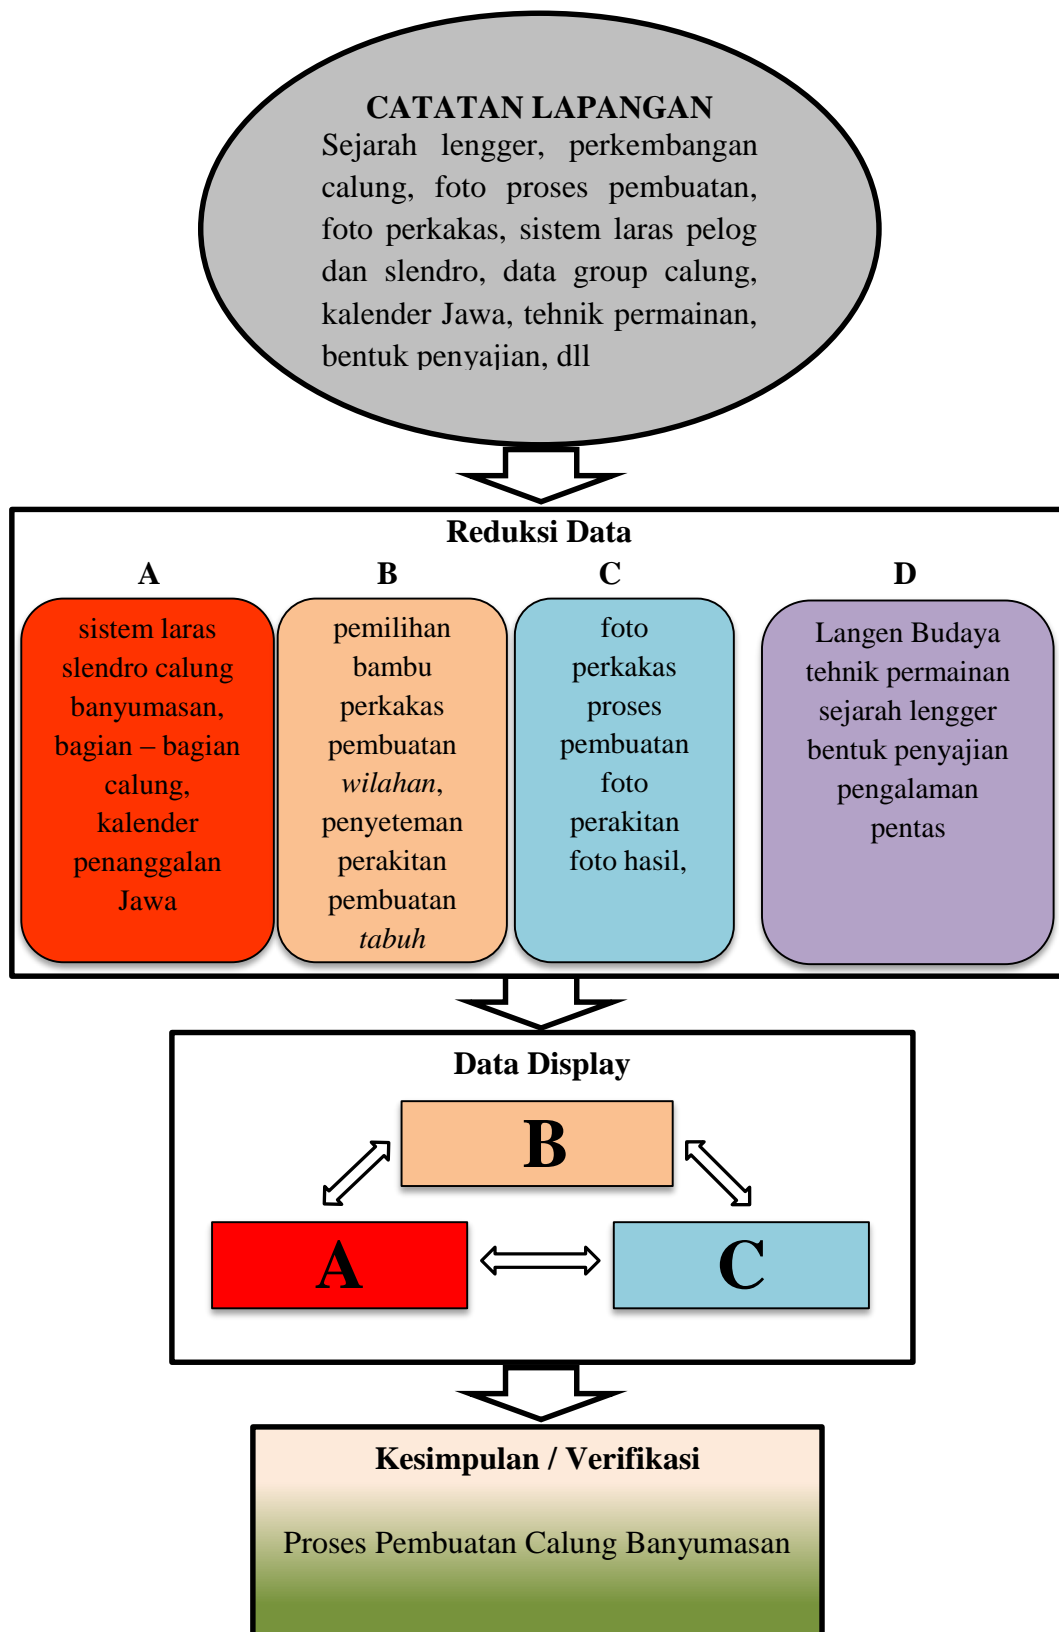 CATATAN LAPANGAN
Sejarah lengger, perkembangan
calung, foto proses pembuatan,
foto perkakas, sistem laras pelog
dan slendro, data group calung,
kalender Jawa, tehnik permainan,
bentuk penyajian, dll
Reduksi Data
A
B
C
D
sistem laras
slendro calung
banyumasan,
bagian – bagian
calung,
kalender
penanggalan
Jawa
pemilihan
bambu
perkakas
pembuatan
wilahan,
penyeteman
perakitan
pembuatan
tabuh
foto
perkakas
proses
pembuatan
foto
perakitan
foto hasil,
Langen Budaya
tehnik permainan
sejarah lengger
bentuk penyajian
pengalaman
pentas
Data Display
B
A
C
Kesimpulan / Verifikasi
Proses Pembuatan Calung Banyumasan